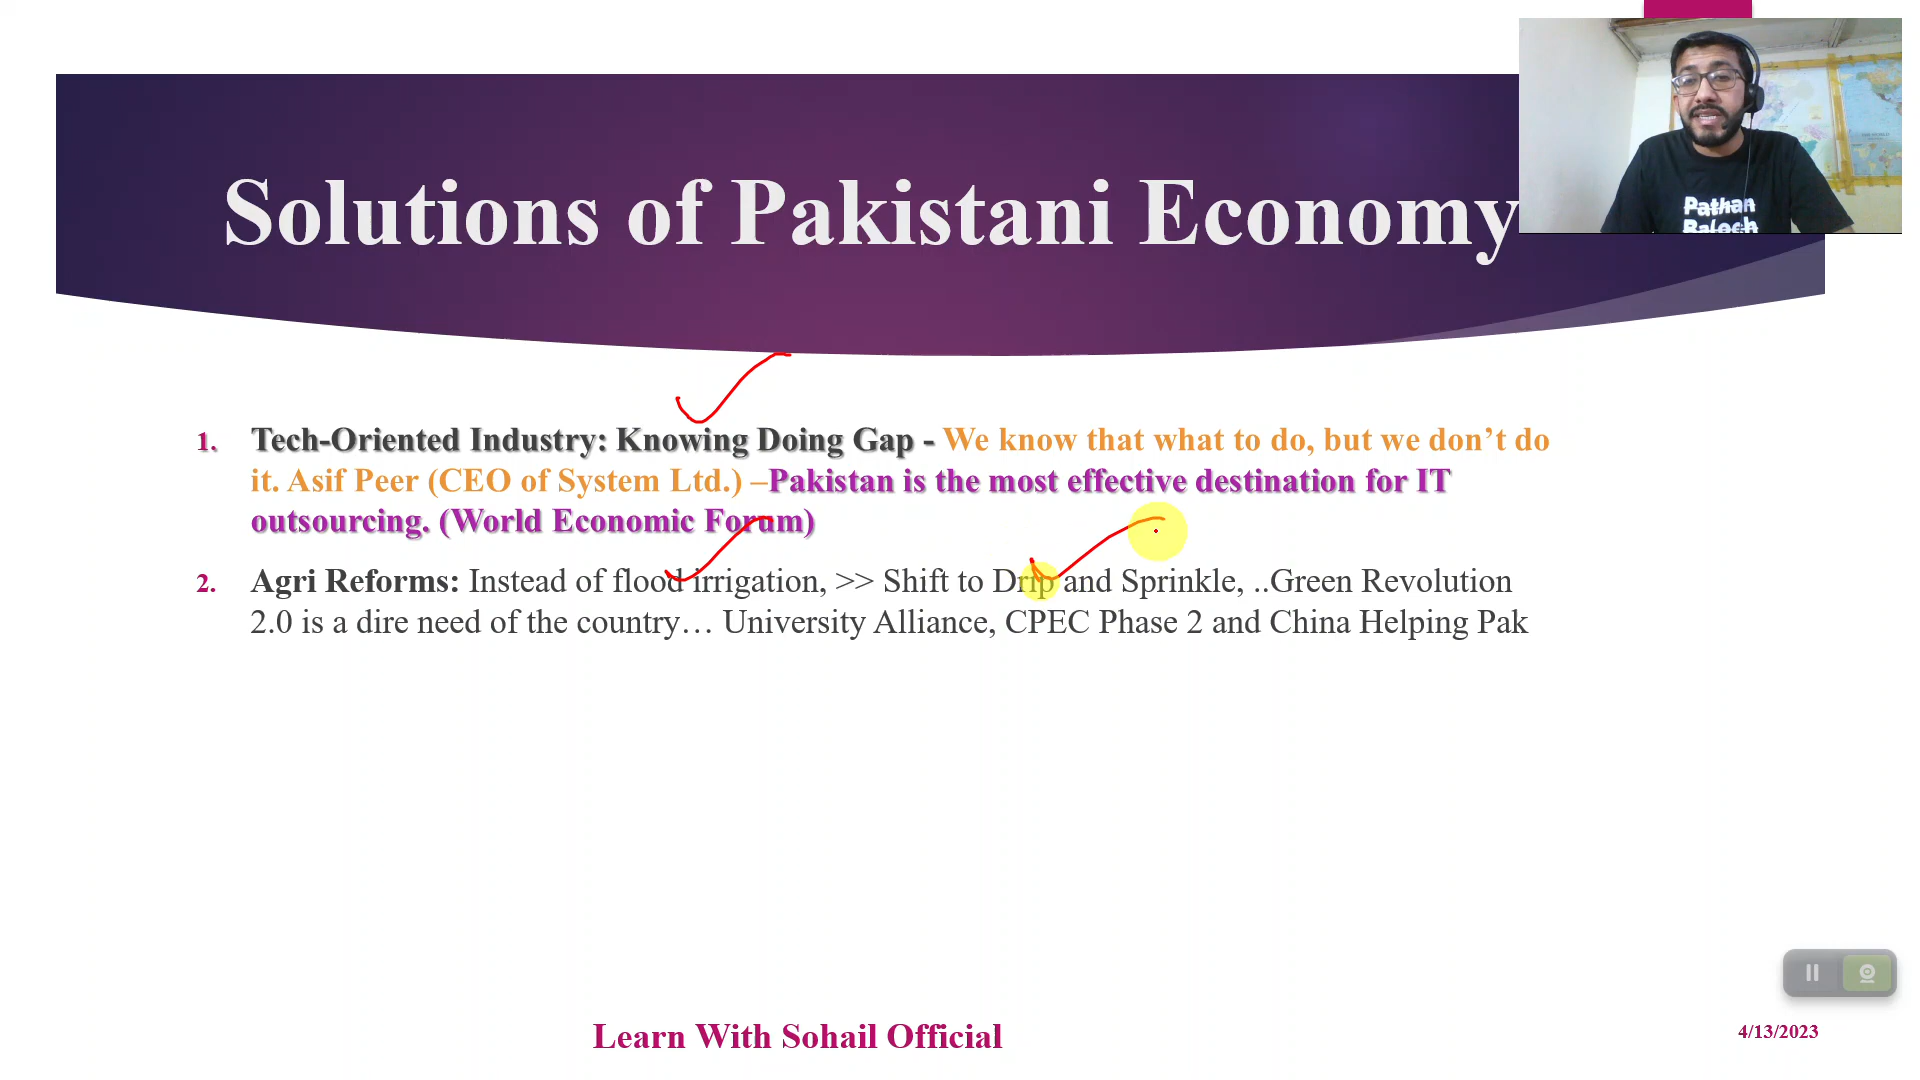 Solutions of Pakistani Economy
Pathan
Baloch
1. Tech-Oriented Industry: Knowing Doing Gap - We know that what to do, but we don’t do
it. Asif Peer (CEO of System Ltd.) –Pakistan is the most effective destination for IT
outsourcing. (World Economic Forum)
2. Agri Reforms: Instead of flood irrigation, >> Shift to Drip and Sprinkle, ..Green Revolution
2.0 is a dire need of the country… University Alliance, CPEC Phase 2 and China Helping Pak
Learn With Sohail Official
4/13/2023